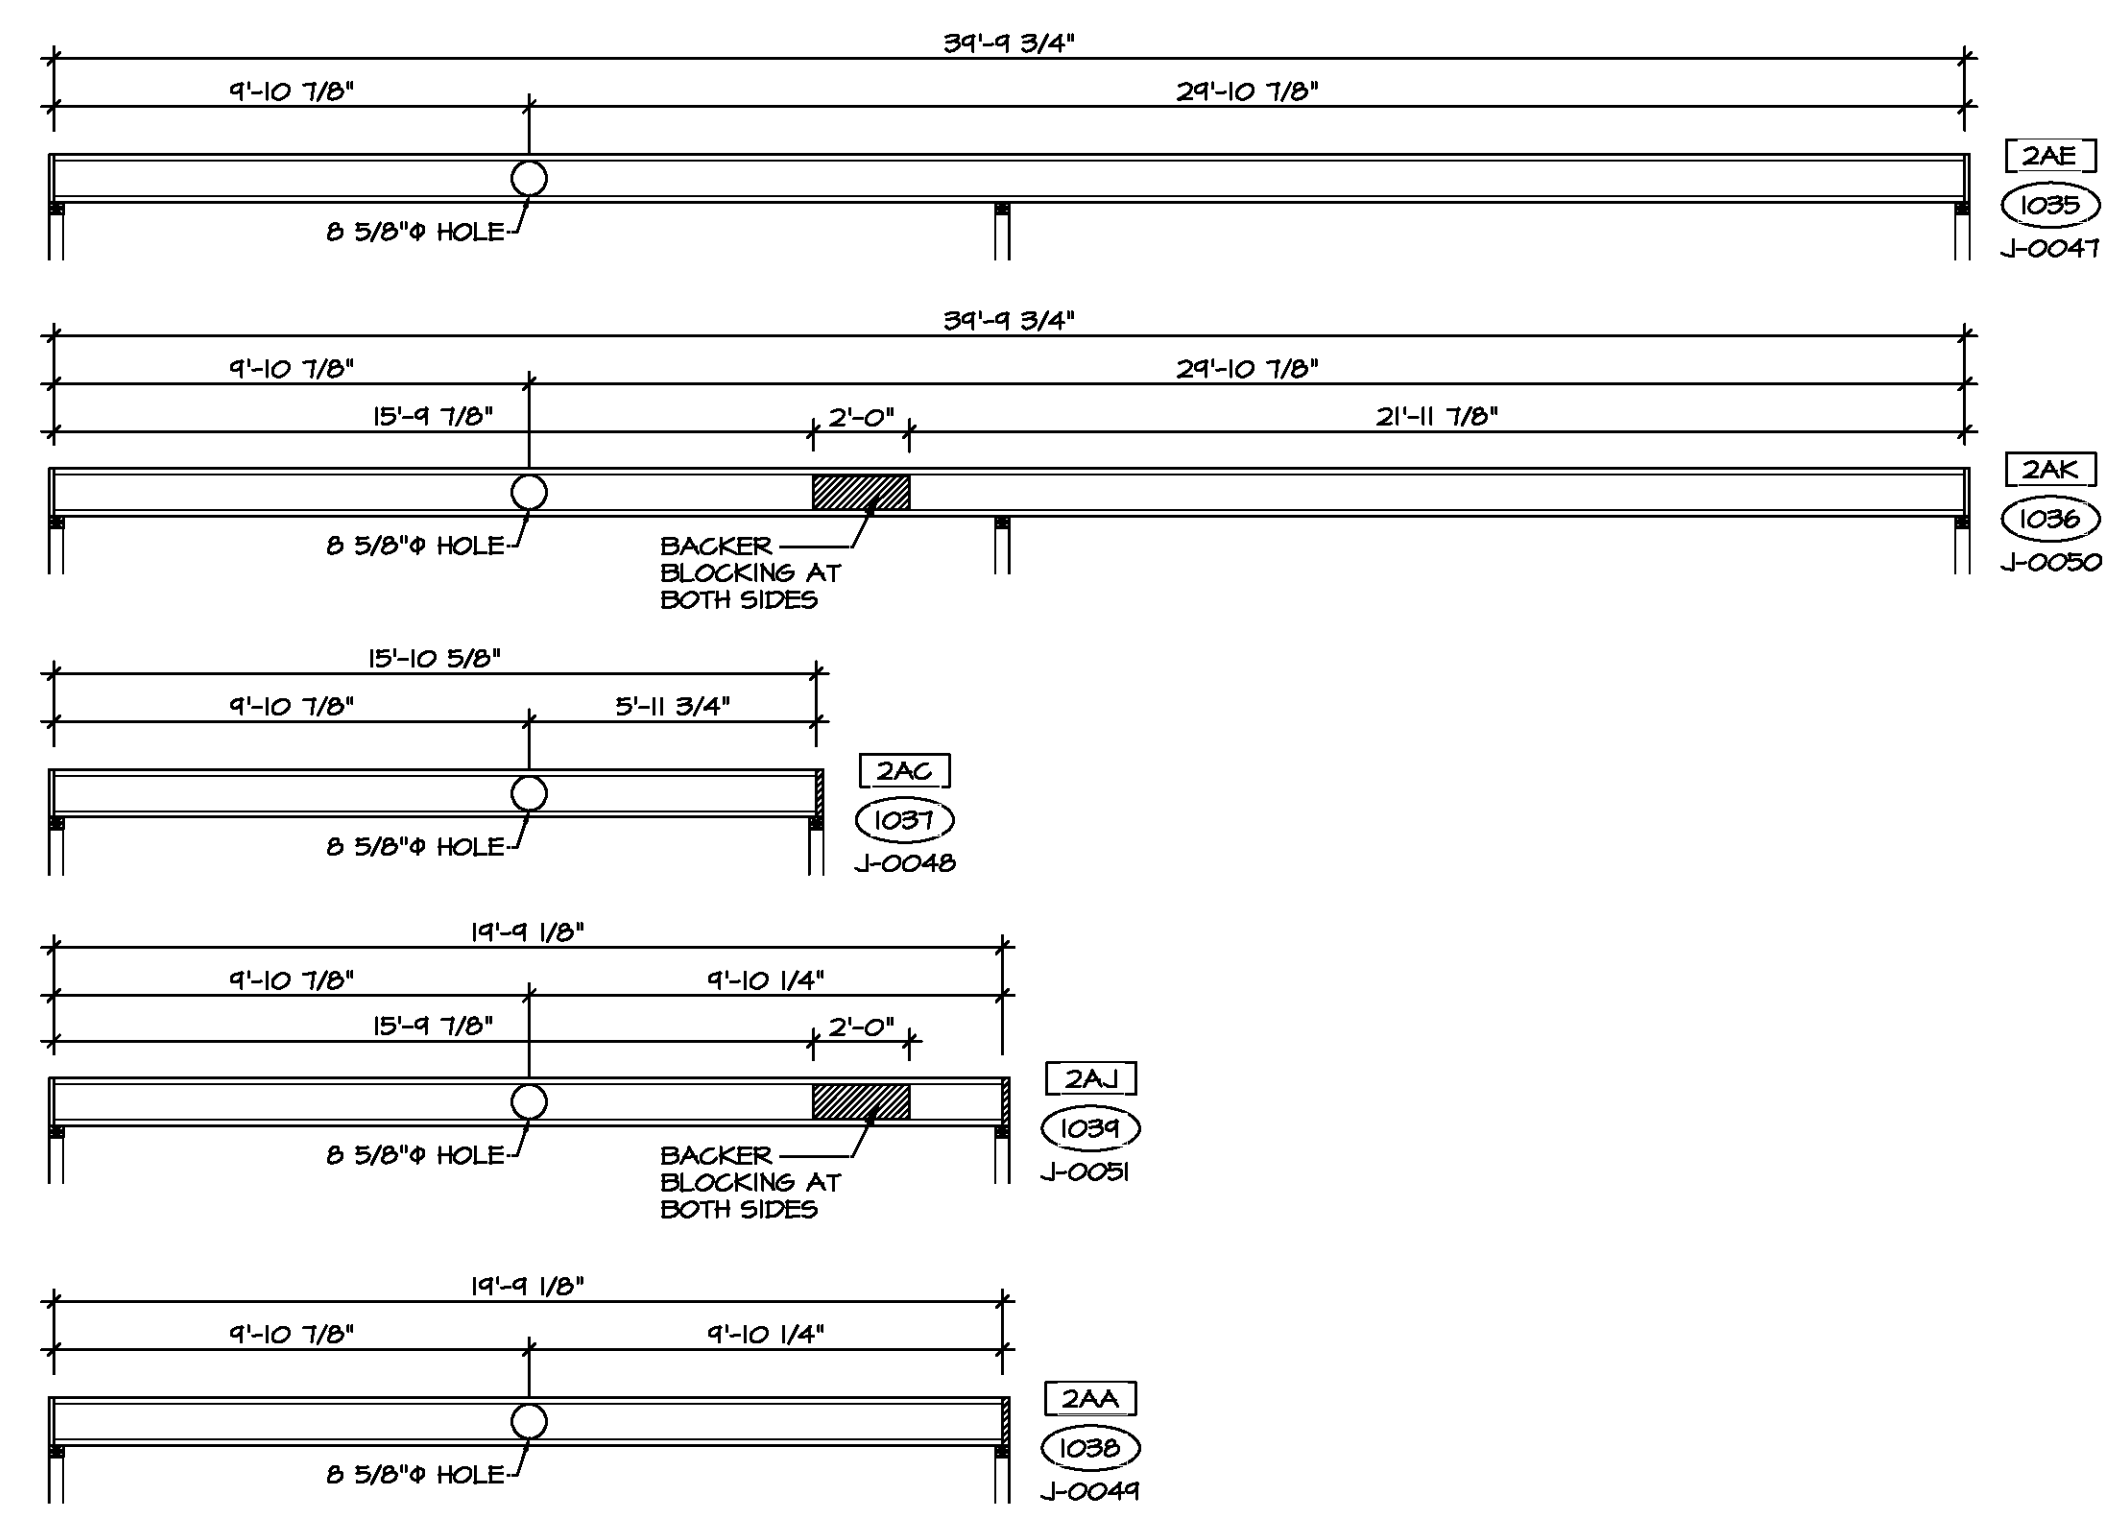 39'-9 3/4"
9'-10 7/8" 29'-10 7/8"
2AE
1035
8 5/8"Φ HOLE
J-0047
39'-9 3/4"
9'-10 7/8" 29'-10 7/8"
15'-9 7/8" 2'-0" 21'-11 7/8"
2AK
1036
8 5/8"Φ HOLE
BACKER
BLOCKING AT
BOTH SIDES
J-0050
15'-10 5/8"
9'-10 7/8" 5'-11 3/4"
2AC
1037
8 5/8"Φ HOLE
J-0048
19'-9 1/8"
9'-10 7/8" 9'-10 1/4"
15'-9 7/8" 2'-0"
2AJ
1039
8 5/8"Φ HOLE
BACKER
BLOCKING AT
BOTH SIDES
J-0051
19'-9 1/8"
9'-10 7/8" 9'-10 1/4"
2AA
1038
8 5/8"Φ HOLE
J-0049